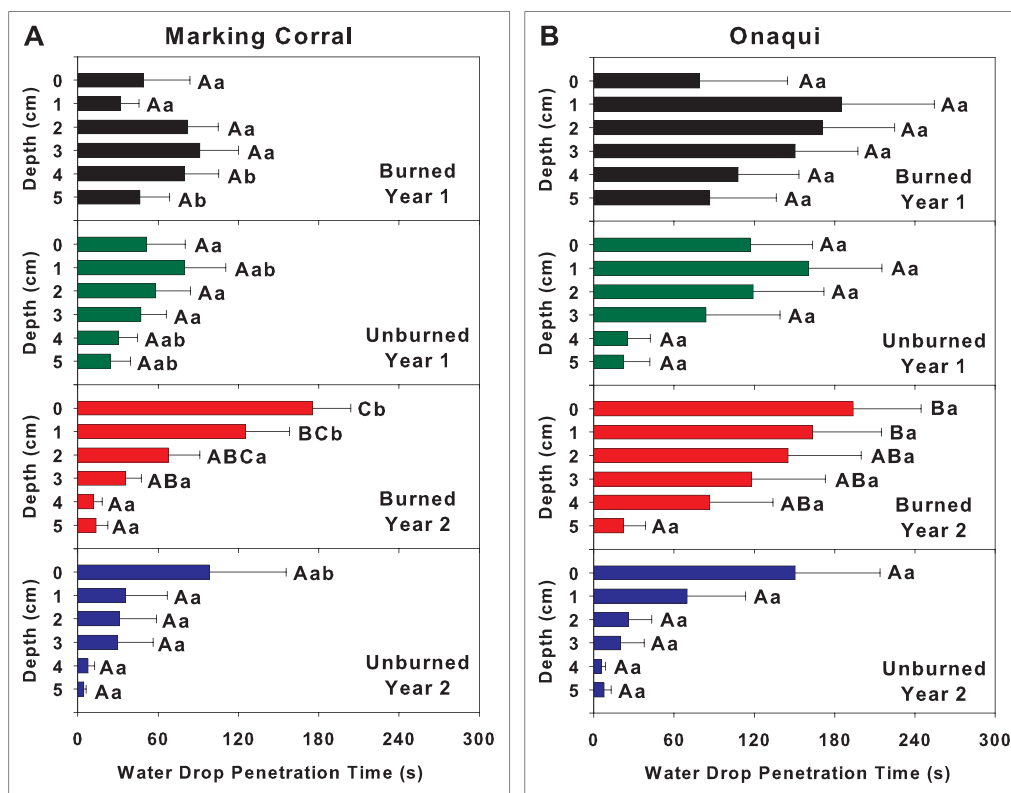 A Marking Corral
Depth (cm)
0 Aa
1 Aa
2 Aa
3 Aa
4 Ab
5 Ab
Burned
Year 1
Depth (cm)
0 Aa
1 Aab
2 Aa
3 Aa
4 Aab
5 Aab
Unburned
Year 1
Depth (cm)
0 Cb
1 BCb
2 ABCa
3 ABa
4 Aa
5 Aa
Burned
Year 2
Depth (cm)
0 Aab
1 Aa
2 Aa
3 Aa
4 Aa
5 Aa
Unburned
Year 2
0 60 120 180 240 300
Water Drop Penetration Time (s)
B Onaqui
Depth (cm)
0 Aa
1 Aa
2 Aa
3 Aa
4 Aa
5 Aa
Burned
Year 1
Depth (cm)
0 Aa
1 Aa
2 Aa
3 Aa
4 Aa
5 Aa
Unburned
Year 1
Depth (cm)
0 Ba
1 Ba
2 ABa
3 ABa
4 ABa
5 Aa
Burned
Year 2
Depth (cm)
0 Aa
1 Aa
2 Aa
3 Aa
4 Aa
5 Aa
Unburned
Year 2
0 60 120 180 240 300
Water Drop Penetration Time (s)